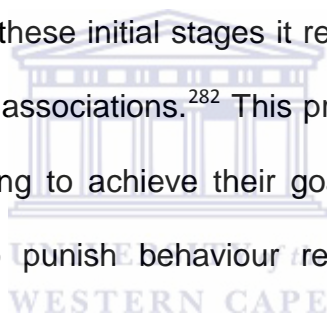 these initial stages it re
associations.282 This pr
ng to achieve their go
punish behaviour re
UNIVERSITY of the
WESTERN CAPE